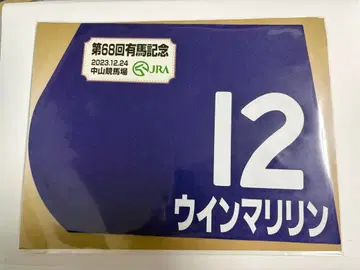 第68回有馬記念
2023.12.24
中山競馬場
JRA
12
ウインマリリン